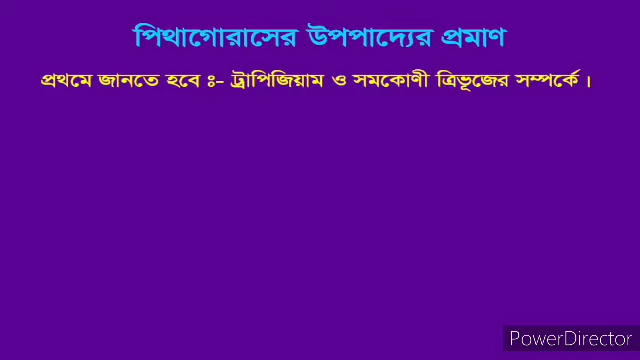 পিথাগোরাসের উপপাদ্যের প্রমাণ
প্রথমে জানতে হবে ঃ- ট্রাপিজিয়াম ও সমকোণী ত্রিভূজের সম্পর্কে ।
PowerDirector